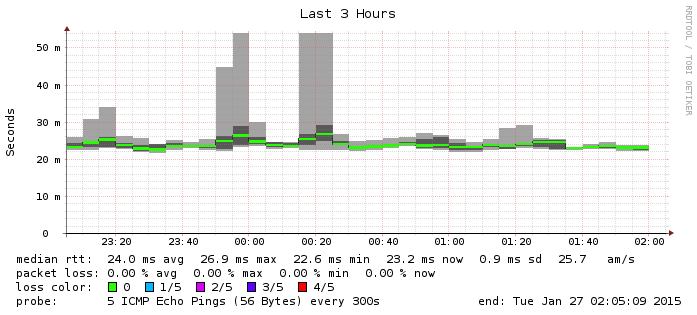 Last 3 Hours
RRDTOOL / TOBI OETIKER
Seconds
50 m
40 m
30 m
20 m
10 m
0
23:20 23:40 00:00 00:20 00:40 01:00 01:20 01:40 02:00
median rtt: 24.0 ms avg 26.9 ms max 22.6 ms min 23.2 ms now 0.9 ms sd 25.7 am/s
packet loss: 0.00 % avg 0.00 % max 0.00 % min 0.00 % now
loss color: 0 1/5 2/5 3/5 4/5
probe: 5 ICMP Echo Pings (56 Bytes) every 300s end: Tue Jan 27 02:05:09 2015